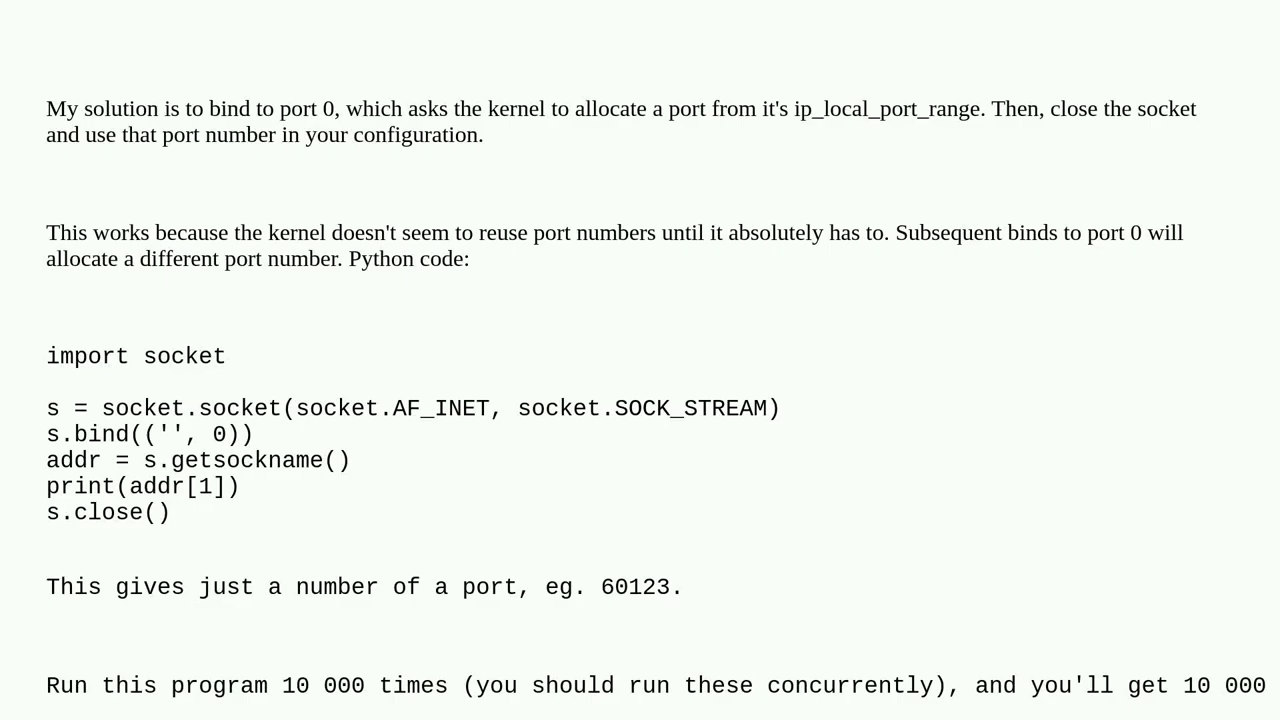 My solution is to bind to port 0, which asks the kernel to allocate a port from it's ip_local_port_range. Then, close the socket
and use that port number in your configuration.
This works because the kernel doesn't seem to reuse port numbers until it absolutely has to. Subsequent binds to port 0 will
allocate a different port number. Python code:
import socket
s = socket.socket(socket.AF_INET, socket.SOCK_STREAM)
s.bind(('', 0))
addr = s.getsockname()
print(addr[1])
s.close()
This gives just a number of a port, eg. 60123.
Run this program 10 000 times (you should run these concurrently), and you'll get 10 000